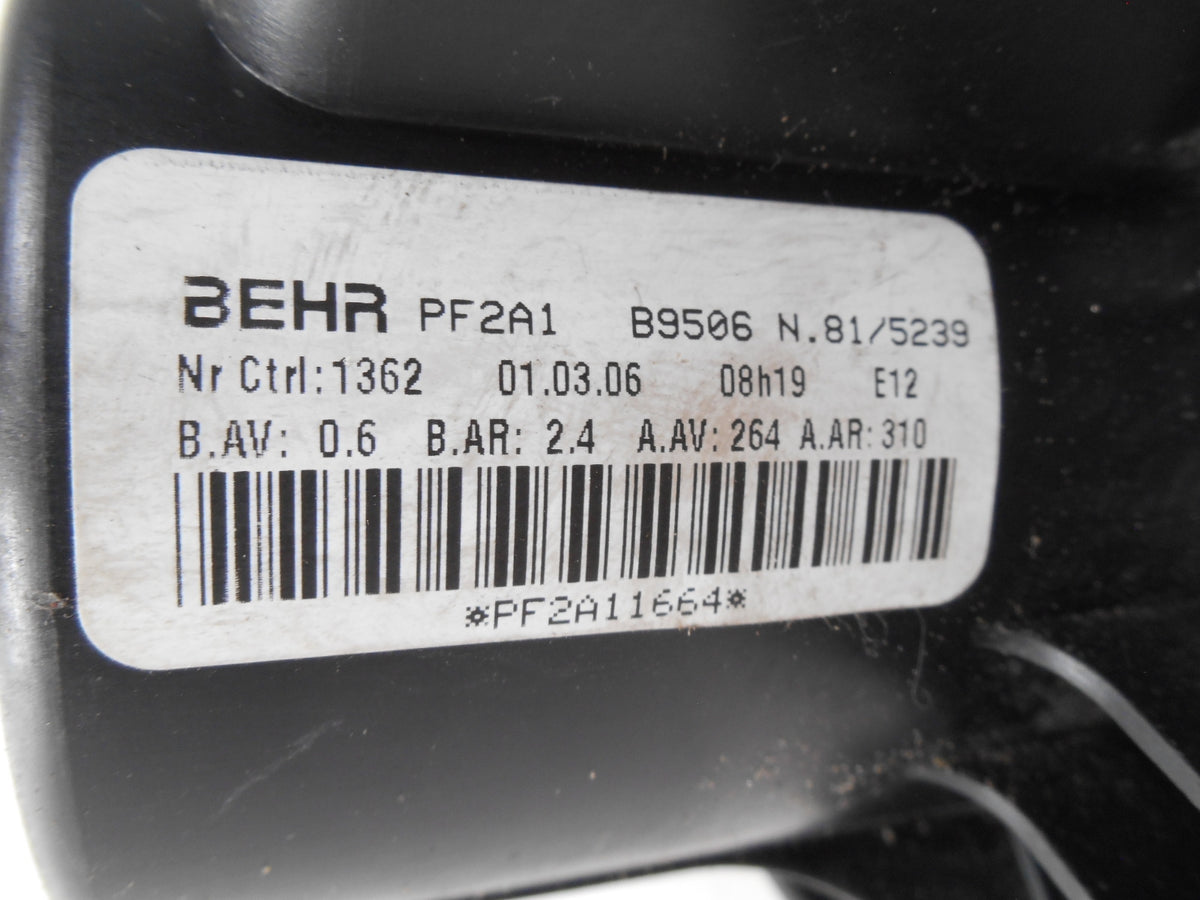 BEHR PF2A1 B9506 N.81/5239
Nr Ctrl:1362 01.03.06 08h19 E12
B.AV: 0.6 B.AR: 2.4 A.AV: 264 A.AR: 310
*PF2A11664*